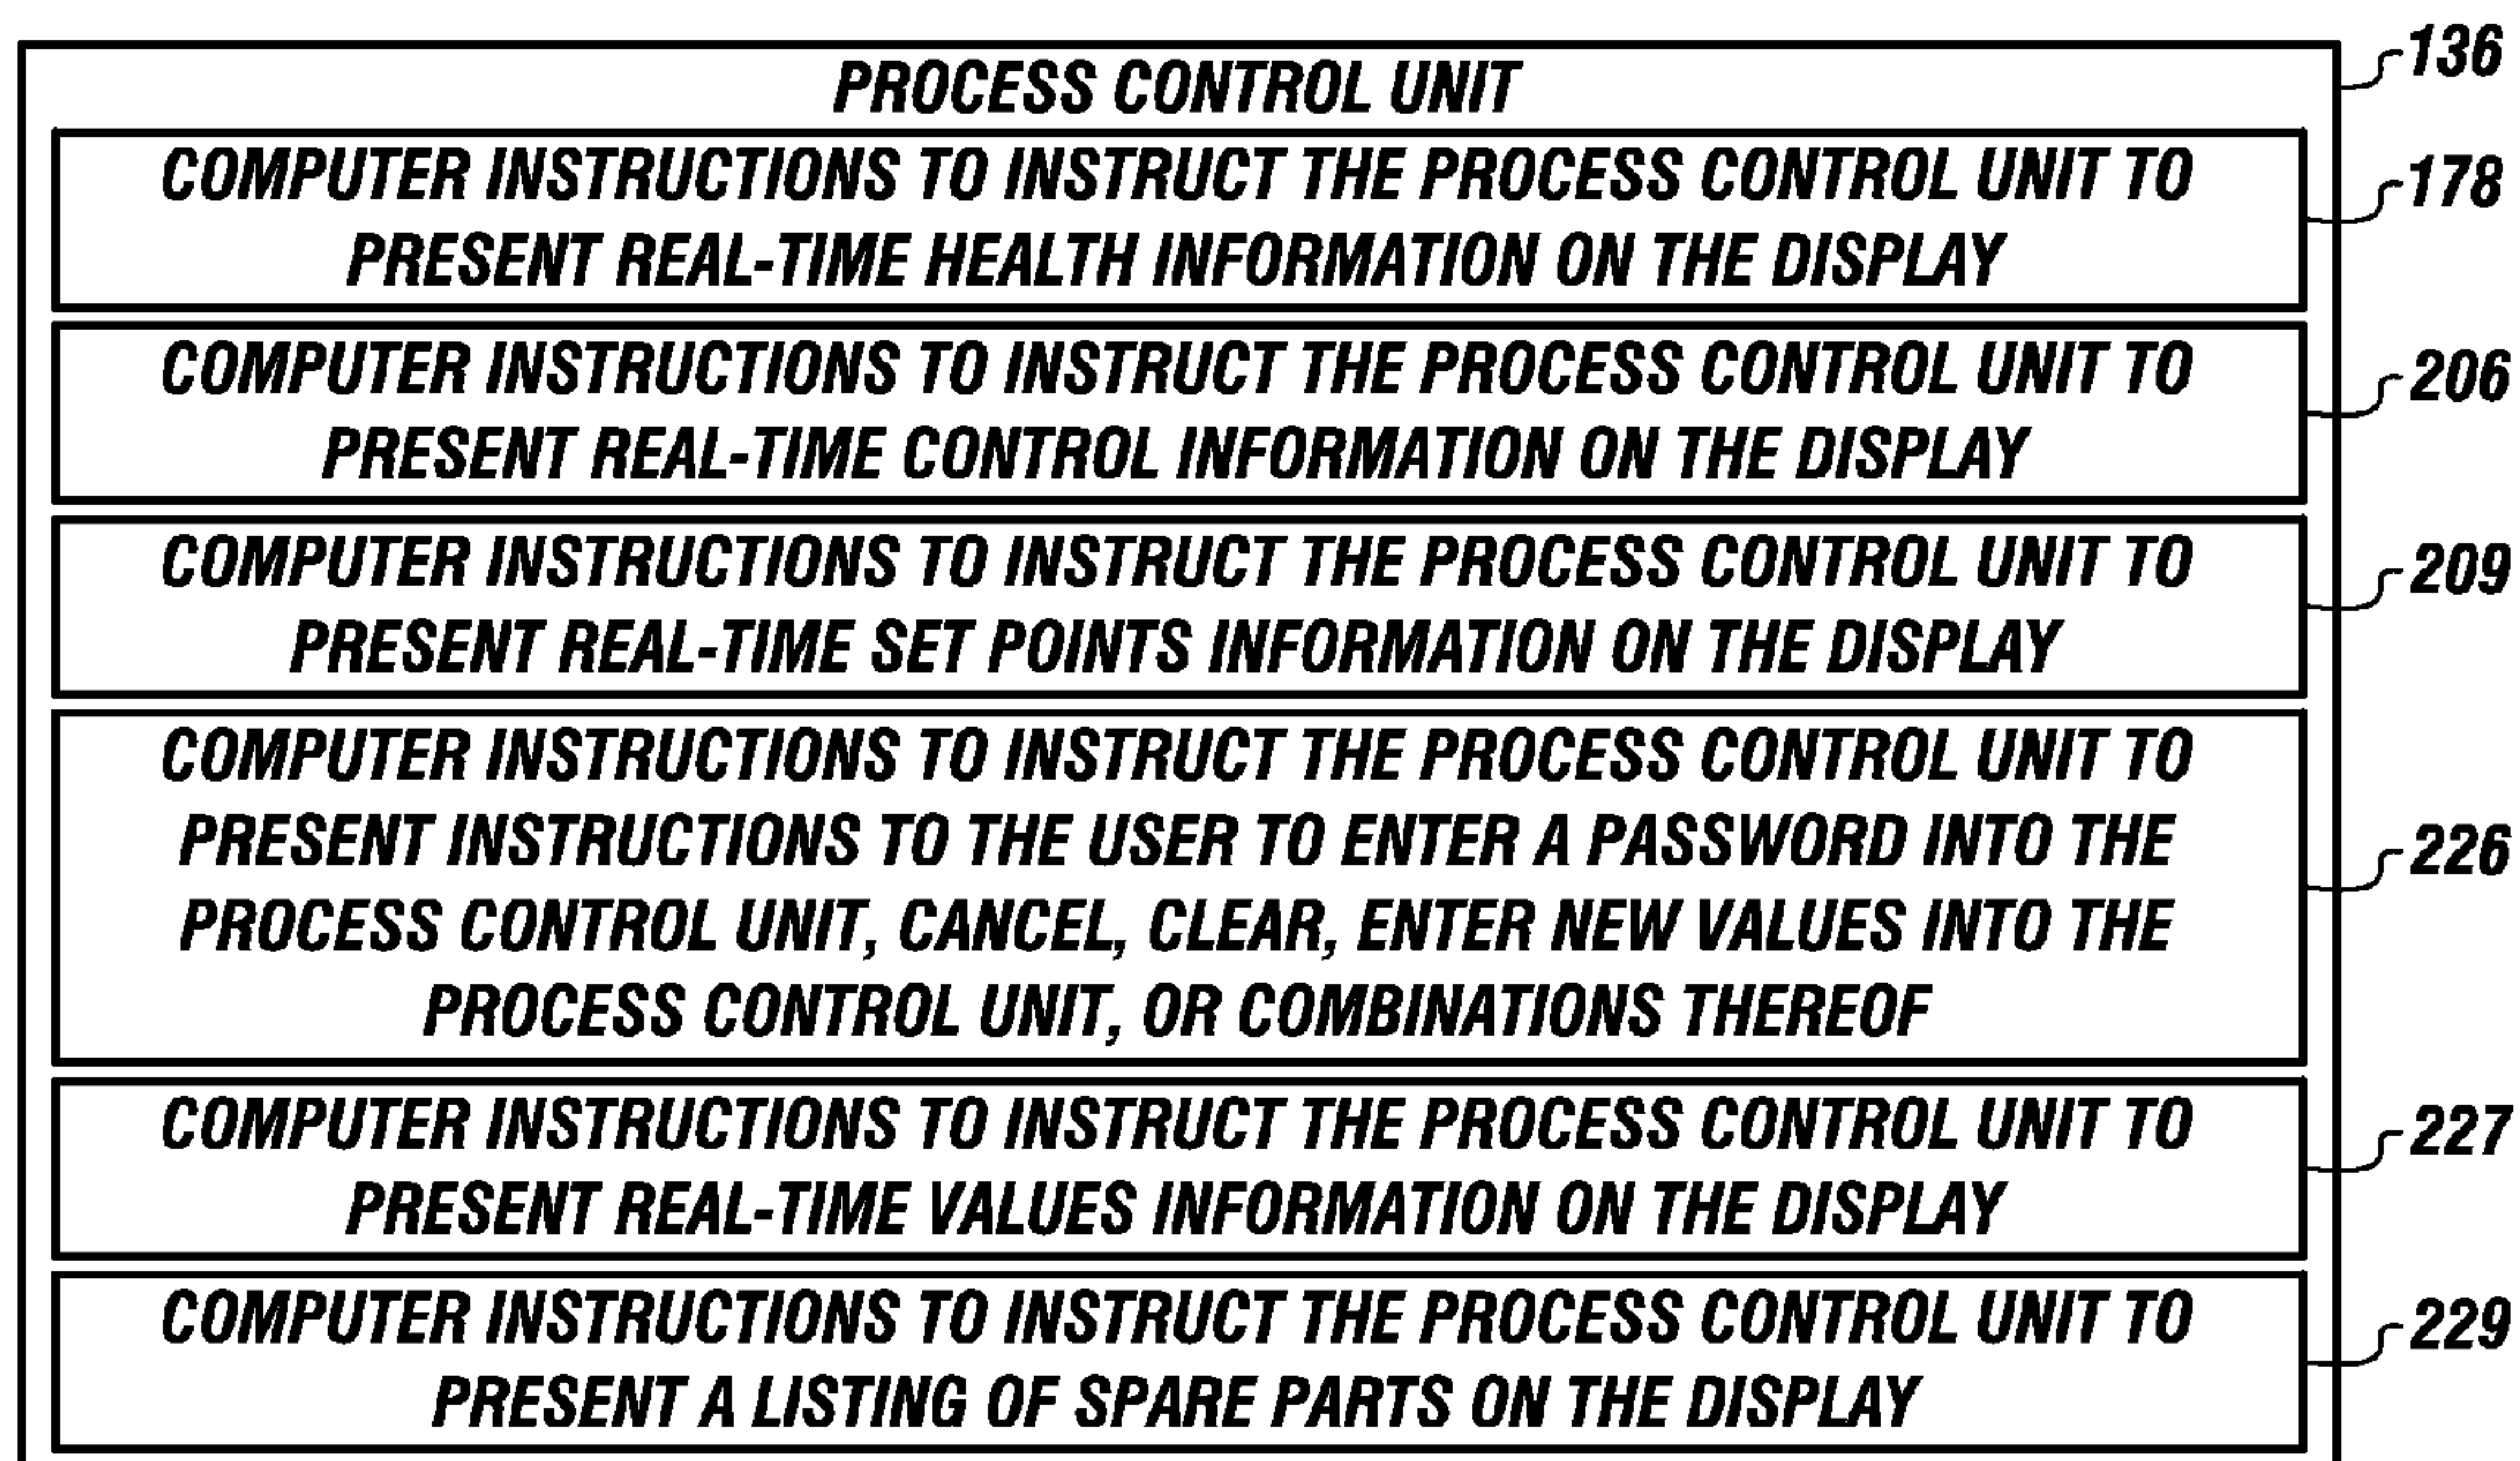 PROCESS CONTROL UNIT
136
COMPUTER INSTRUCTIONS TO INSTRUCT THE PROCESS CONTROL UNIT TO
PRESENT REAL-TIME HEALTH INFORMATION ON THE DISPLAY
178
COMPUTER INSTRUCTIONS TO INSTRUCT THE PROCESS CONTROL UNIT TO
PRESENT REAL-TIME CONTROL INFORMATION ON THE DISPLAY
206
COMPUTER INSTRUCTIONS TO INSTRUCT THE PROCESS CONTROL UNIT TO
PRESENT REAL-TIME SET POINTS INFORMATION ON THE DISPLAY
209
COMPUTER INSTRUCTIONS TO INSTRUCT THE PROCESS CONTROL UNIT TO
PRESENT INSTRUCTIONS TO THE USER TO ENTER A PASSWORD INTO THE
PROCESS CONTROL UNIT, CANCEL, CLEAR, ENTER NEW VALUES INTO THE
PROCESS CONTROL UNIT, OR COMBINATIONS THEREOF
226
COMPUTER INSTRUCTIONS TO INSTRUCT THE PROCESS CONTROL UNIT TO
PRESENT REAL-TIME VALUES INFORMATION ON THE DISPLAY
227
COMPUTER INSTRUCTIONS TO INSTRUCT THE PROCESS CONTROL UNIT TO
PRESENT A LISTING OF SPARE PARTS ON THE DISPLAY
229